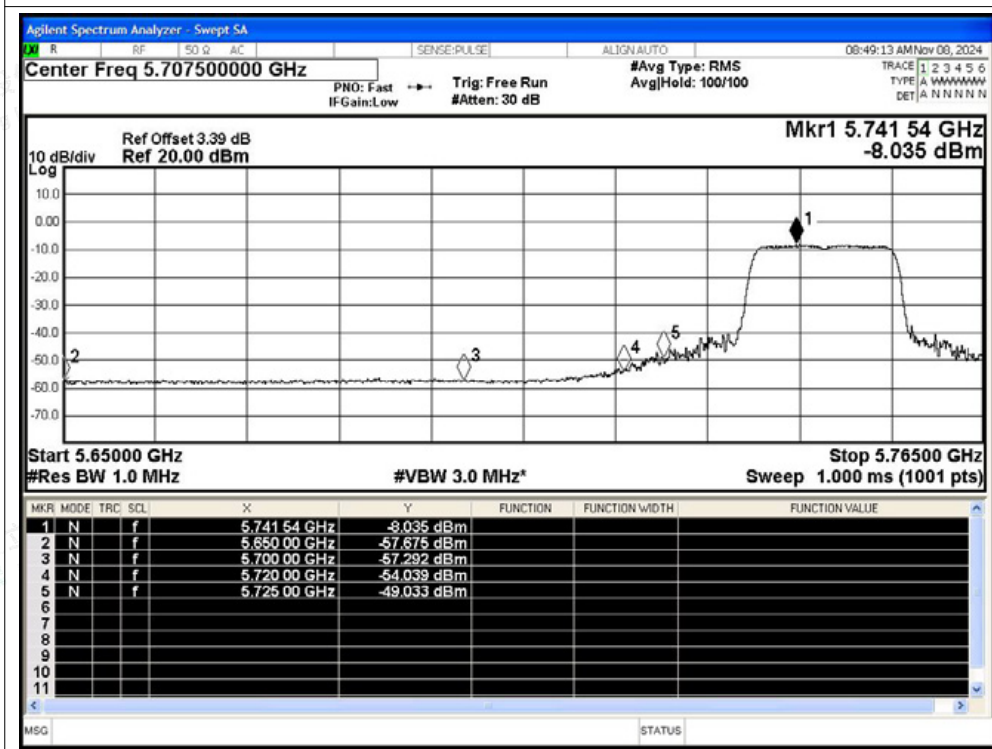 Agilent Spectrum Analyzer - Swept SA
R RF 50 Ω AC SENSE:PULSE ALIGN AUTO 08:49:13 AM Nov 08, 2024
Center Freq 5.707500000 GHz
PNO: Fast
IFGain:Low
Trig: Free Run
#Atten: 30 dB
#Avg Type: RMS
Avg|Hold: 100/100
TRACE 1 2 3 4 5 6
TYPE A WWWWW
DET A N N N N N
Ref Offset 3.39 dB
10 dB/div Ref 20.00 dBm
Log
Mkr1 5.741 54 GHz
-8.035 dBm
10.0
0.00
-10.0
-20.0
-30.0
-40.0
-50.0
-60.0
-70.0
1
2
3
4
5
Start 5.65000 GHz Stop 5.76500 GHz
#Res BW 1.0 MHz #VBW 3.0 MHz* Sweep 1.000 ms (1001 pts)
MKR MODE TRC SCL X Y FUNCTION FUNCTION WIDTH FUNCTION VALUE
1 N f 5.741 54 GHz -8.035 dBm
2 N f 5.650 00 GHz -57.675 dBm
3 N f 5.700 00 GHz -57.292 dBm
4 N f 5.720 00 GHz -54.039 dBm
5 N f 5.725 00 GHz -49.033 dBm
6
7
8
9
10
11
MSG STATUS